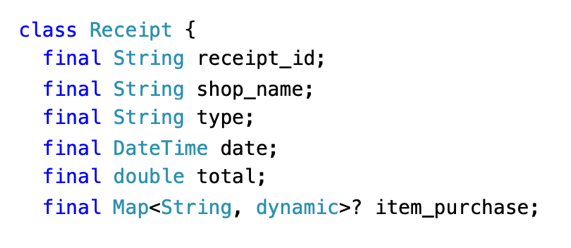 class Receipt {
  final String receipt_id;
  final String shop_name;
  final String type;
  final DateTime date;
  final double total;
  final Map<String, dynamic>? item_purchase;